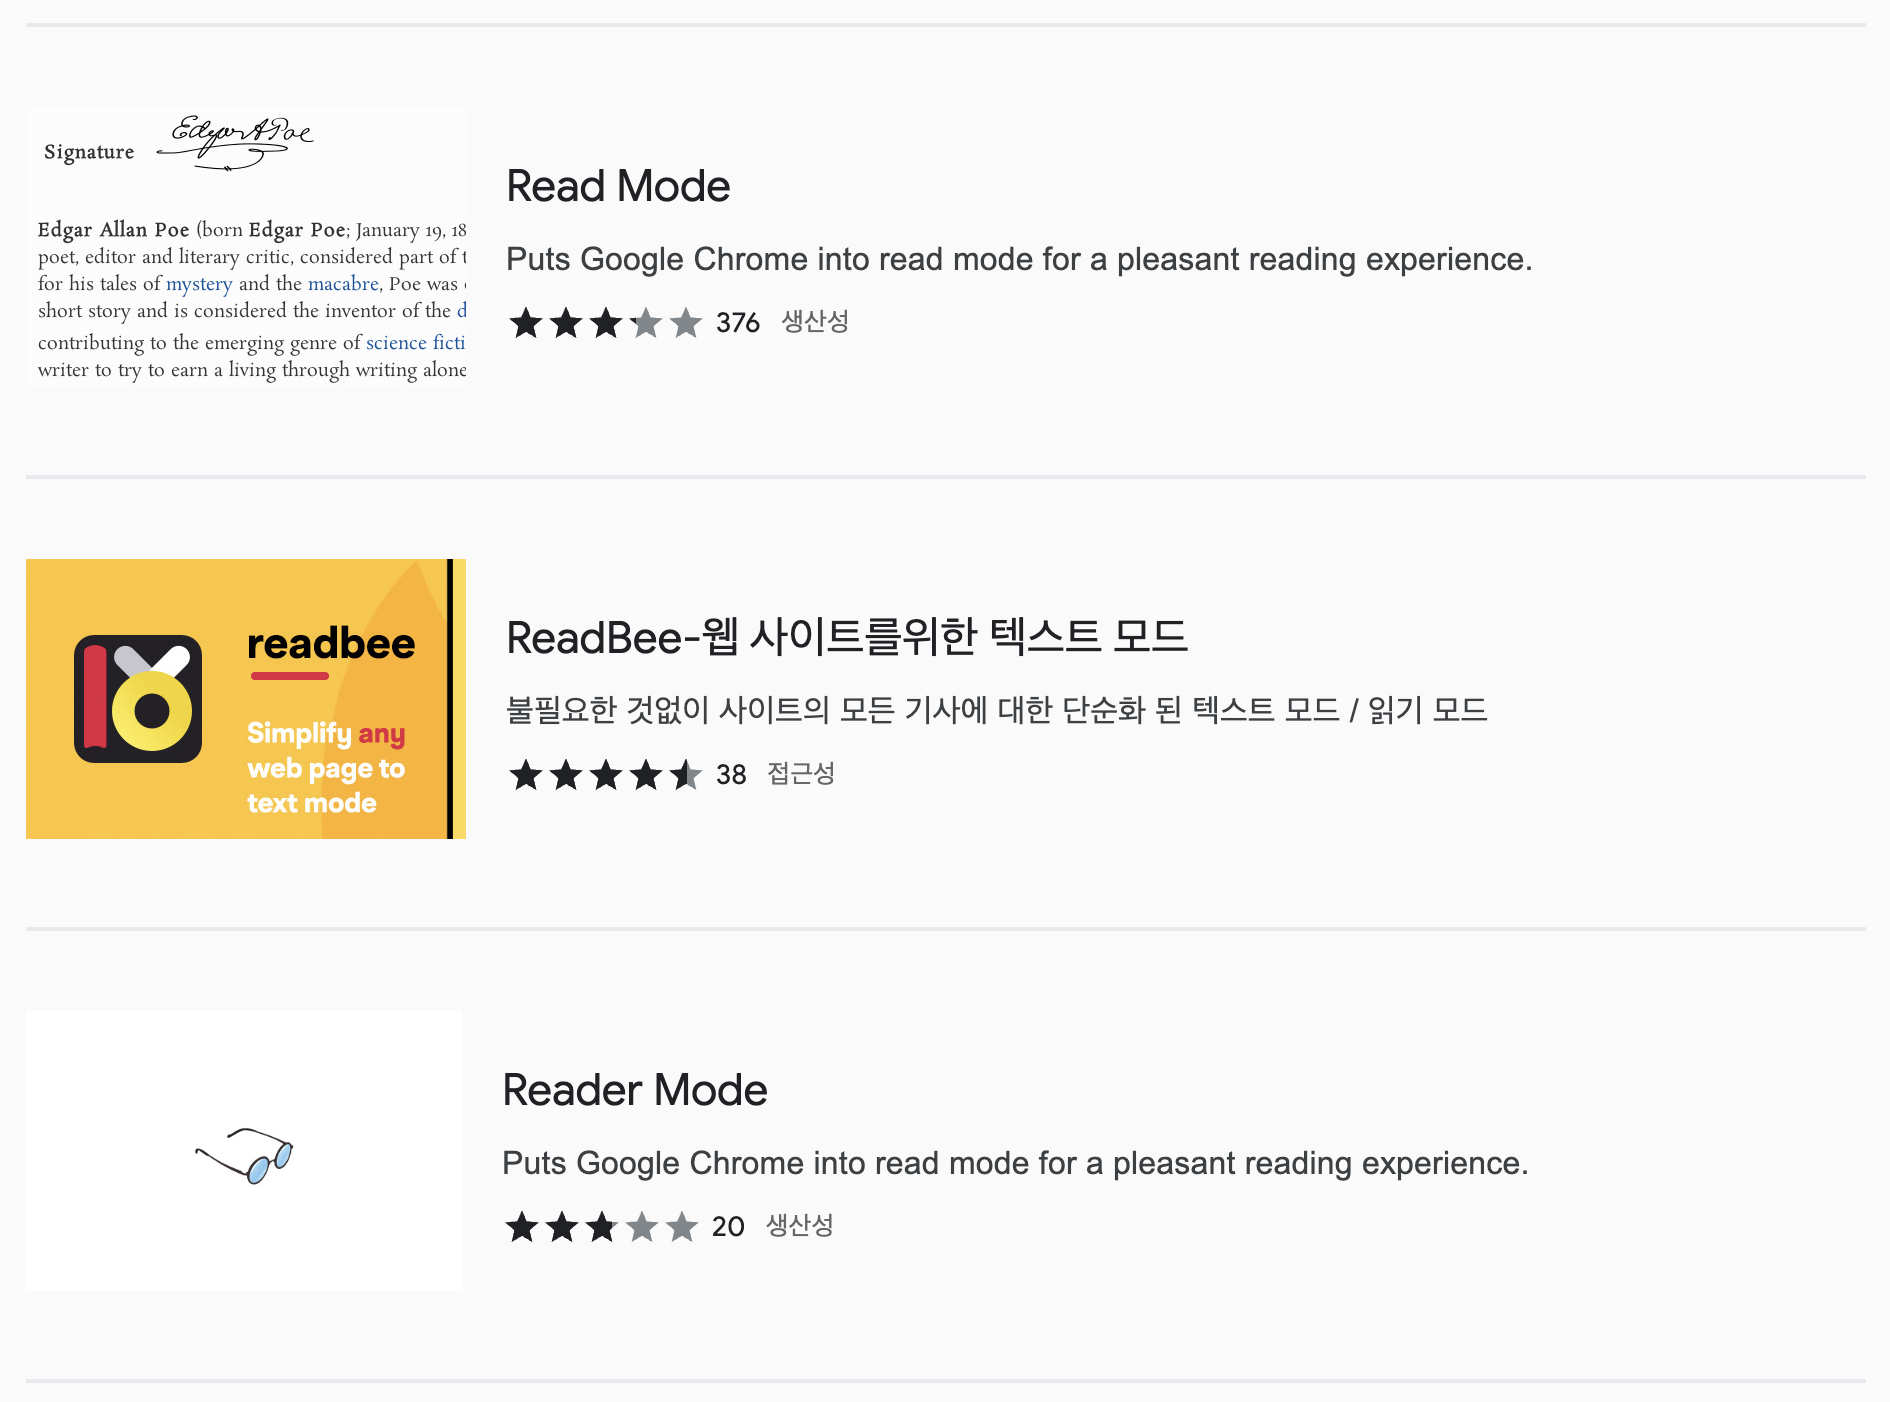 Signature
Edgar A Poe
Edgar Allan Poe (born Edgar Poe; January 19, 18
poet, editor and literary critic, considered part of t
for his tales of mystery and the macabre, Poe was
short story and is considered the inventor of the d
contributing to the emerging genre of science ficti
writer to try to earn a living through writing alone
Read Mode
Puts Google Chrome into read mode for a pleasant reading experience.
376 생산성
readbee
Simplify any
web page to
text mode
ReadBee-웹 사이트를위한 텍스트 모드
불필요한 것없이 사이트의 모든 기사에 대한 단순화 된 텍스트 모드 / 읽기 모드
38 접근성
Reader Mode
Puts Google Chrome into read mode for a pleasant reading experience.
20 생산성